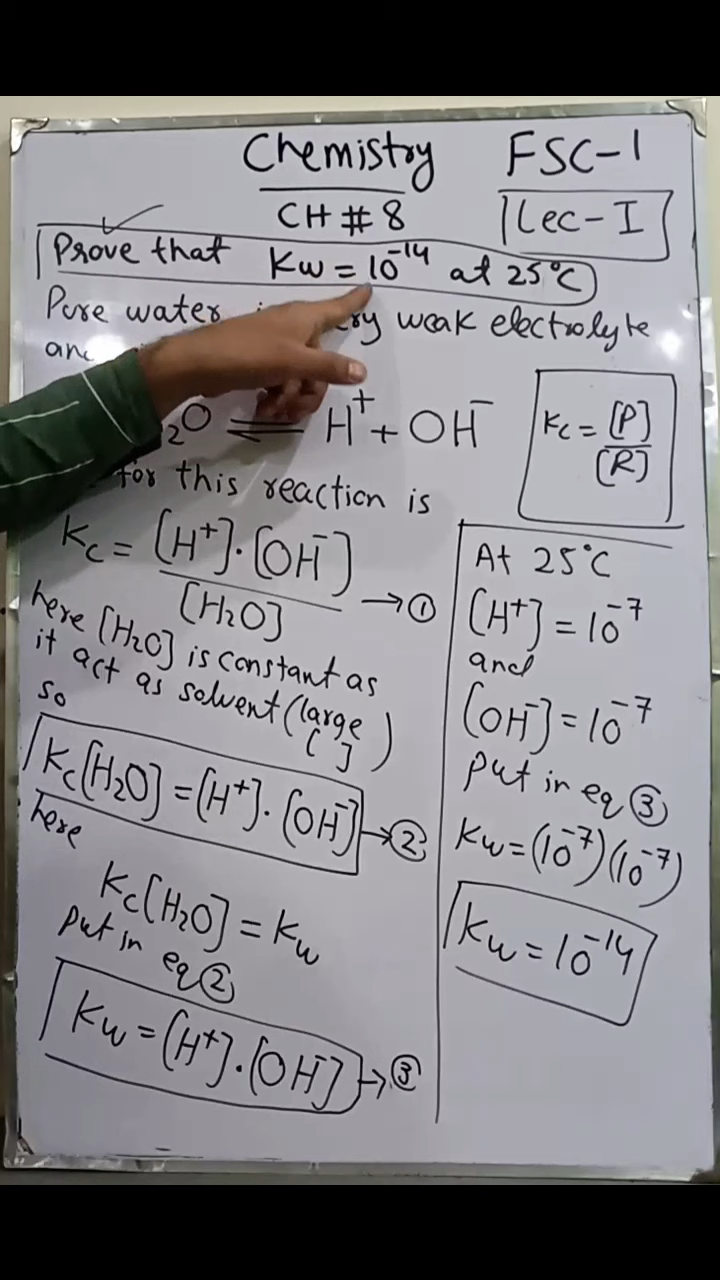 Chemistry FSC-1
CH # 8
Lec-I
Prove that Kw = 10⁻¹⁴ at 25°C
Pure water weak electrolyte
₂O ⇌ H⁺ + OH⁻
Kc = [P]/[R]
for this reaction is
Kc = [H⁺]·[OH⁻]/[H₂O] → ①
here [H₂O] is constant as
it act as solvent (large
so [ ] )
Kc[H₂O] = [H⁺]·[OH⁻] → ②
here
Kc[H₂O] = Kw
put in eq ②
Kw = [H⁺]·[OH⁻] → ③
At 25°C
[H⁺] = 10⁻⁷
and
[OH⁻] = 10⁻⁷
put in eq ③
Kw = (10⁻⁷)(10⁻⁷)
Kw = 10⁻¹⁴